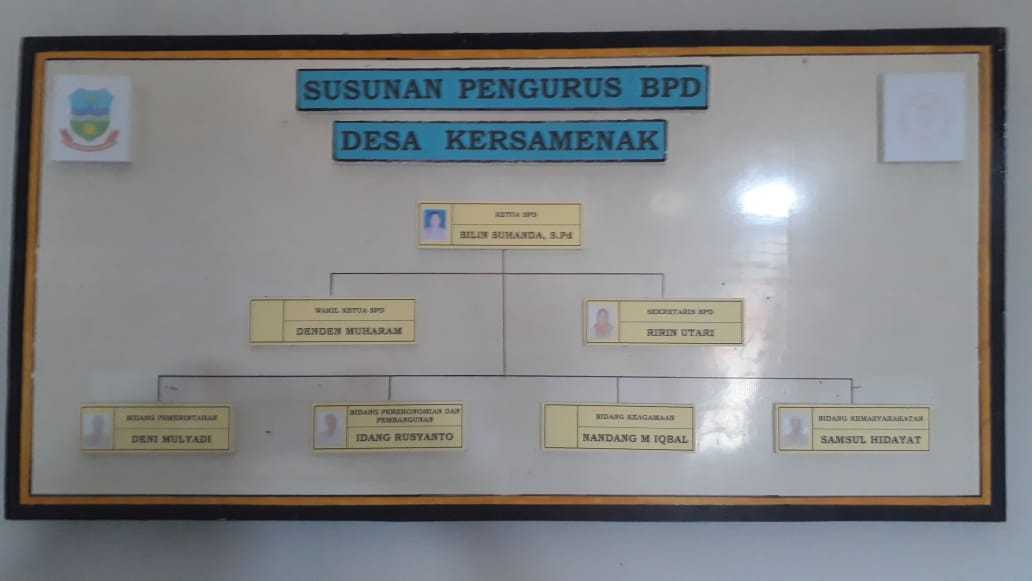 SUSUNAN PENGURUS BPD
DESA KERSAMENAK
KETUA BPD
BILIN SUHANDA, S.Pd
WAKIL KETUA BPD
DENDEN MUHARAM
SEKRETARIS BPD
RIRIN UTARI
BIDANG PEMERINTAHAN
DENI MULYADI
BIDANG PEREKONOMIAN DAN
PEMBANGUNAN
IDANG RUSYANTO
BIDANG KEAGAMAAN
NANDANG M IQBAL
BIDANG KEMASYARAKATAN
SAMSUL HIDAYAT